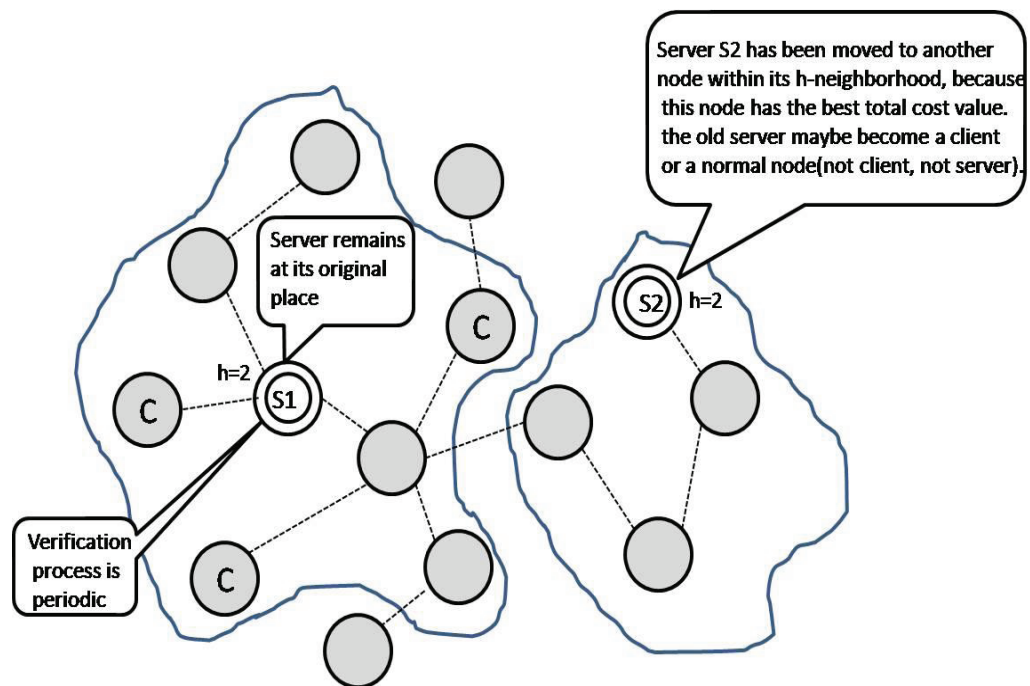 Server S2 has been moved to another
node within its h-neighborhood, because
this node has the best total cost value.
the old server maybe become a client
or a normal node(not client, not server).
Server remains
at its original
place
S2
h=2
C
h=2
S1
C
Verification
process is
periodic
C